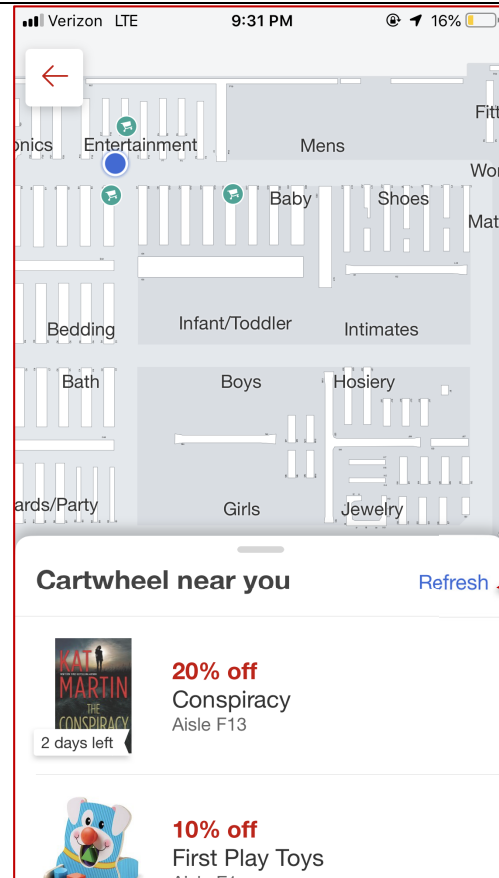 Verizon LTE 9:31 PM 16%
Fitt
onics Entertainment Mens
Wor
Baby Shoes
Mat
Bedding Infant/Toddler Intimates
Bath Boys Hosiery
ards/Party Girls Jewelry
Cartwheel near you Refresh
KAT
MARTIN
THE
CONSPIRACY
2 days left
20% off
Conspiracy
Aisle F13
10% off
First Play Toys